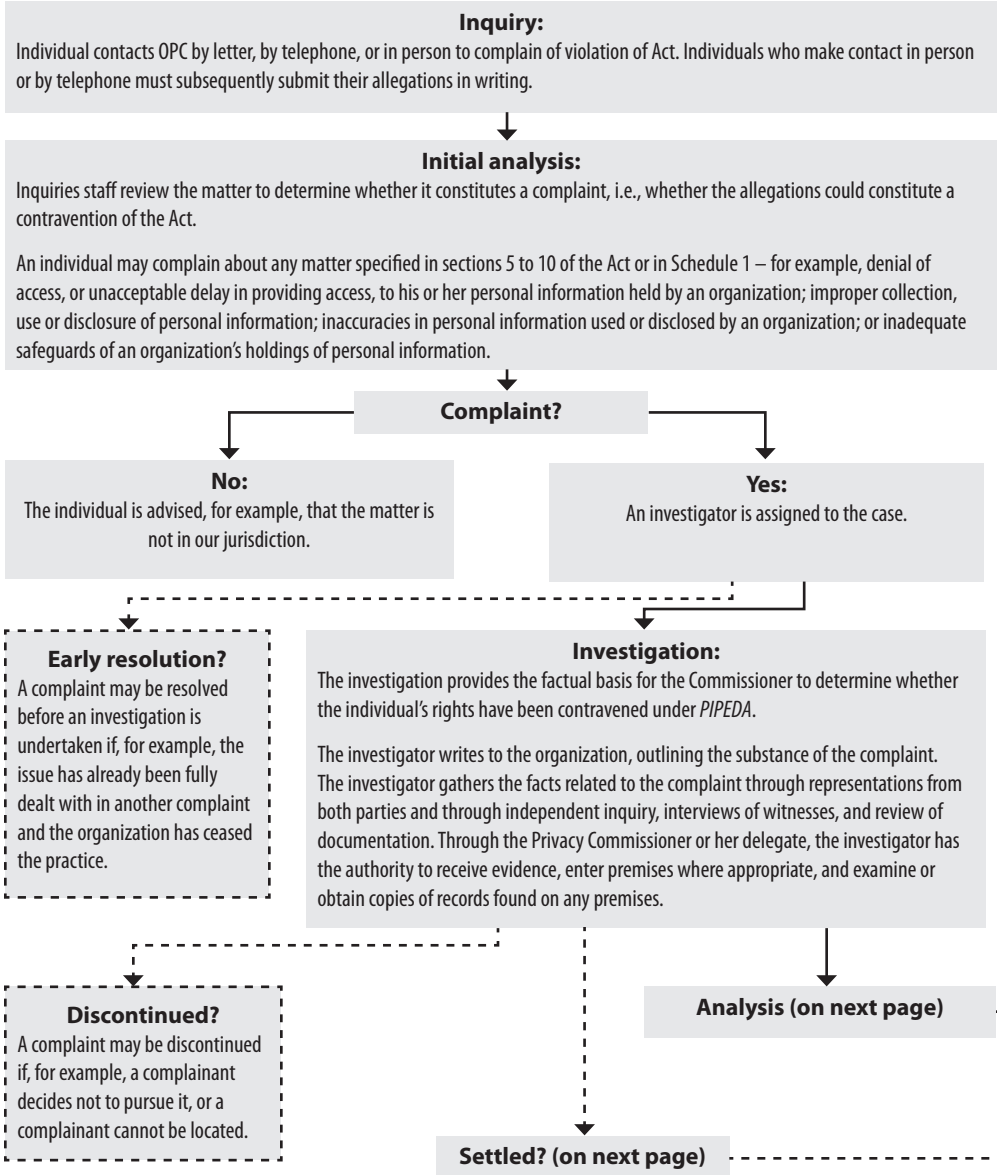 Inquiry:
Individual contacts OPC by letter, by telephone, or in person to complain of violation of Act. Individuals who make contact in person
or by telephone must subsequently submit their allegations in writing.
Initial analysis:
Inquiries staff review the matter to determine whether it constitutes a complaint, i.e., whether the allegations could constitute a
contravention of the Act.
An individual may complain about any matter specified in sections 5 to 10 of the Act or in Schedule 1 – for example, denial of
access, or unacceptable delay in providing access, to his or her personal information held by an organization; improper collection,
use or disclosure of personal information; inaccuracies in personal information used or disclosed by an organization; or inadequate
safeguards of an organization’s holdings of personal information.
Complaint?
No:
The individual is advised, for example, that the matter is
not in our jurisdiction.
Yes:
An investigator is assigned to the case.
Early resolution?
A complaint may be resolved
before an investigation is
undertaken if, for example, the
issue has already been fully
dealt with in another complaint
and the organization has ceased
the practice.
Investigation:
The investigation provides the factual basis for the Commissioner to determine whether
the individual’s rights have been contravened under PIPEDA.
The investigator writes to the organization, outlining the substance of the complaint.
The investigator gathers the facts related to the complaint through representations from
both parties and through independent inquiry, interviews of witnesses, and review of
documentation. Through the Privacy Commissioner or her delegate, the investigator has
the authority to receive evidence, enter premises where appropriate, and examine or
obtain copies of records found on any premises.
Discontinued?
A complaint may be discontinued
if, for example, a complainant
decides not to pursue it, or a
complainant cannot be located.
Analysis (on next page)
Settled? (on next page)